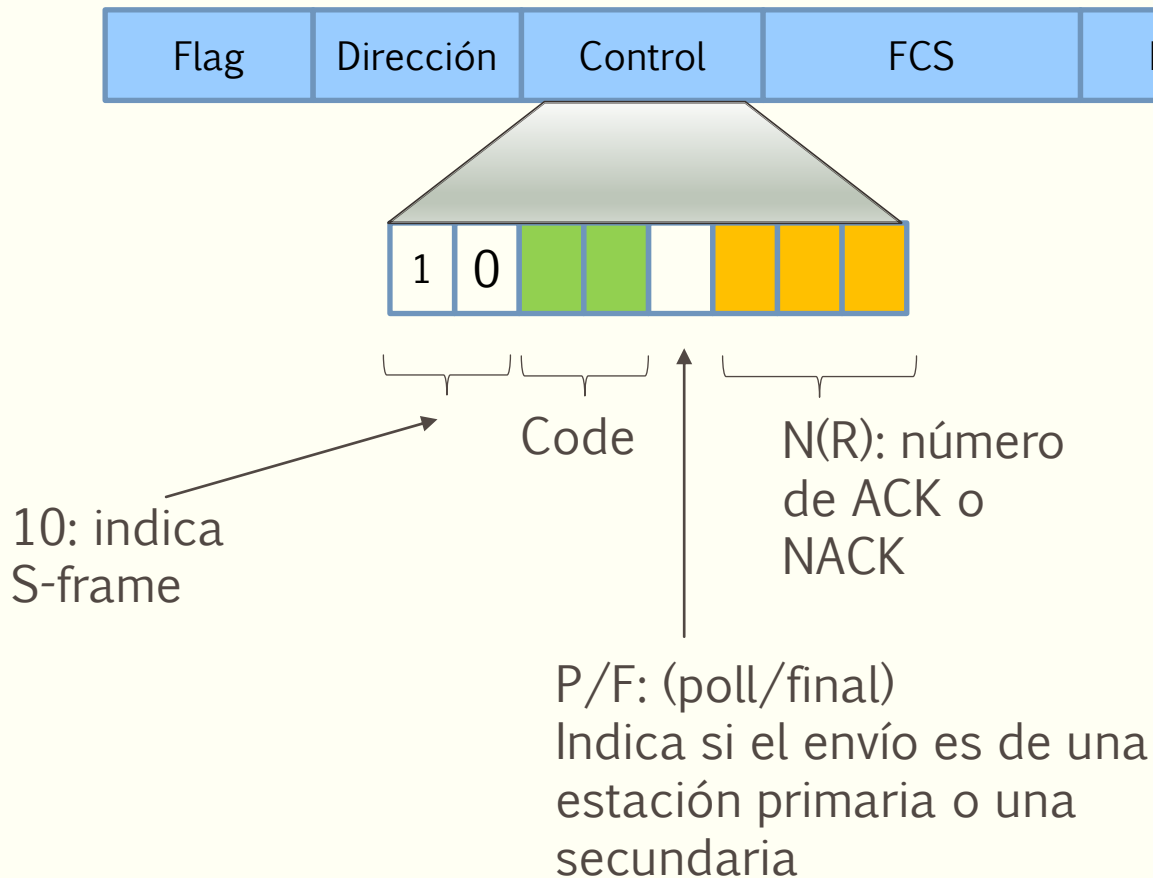 Flag Dirección Control FCS
1 0
Code
N(R): número
de ACK o
NACK
10: indica
S-frame
P/F: (poll/final)
Indica si el envío es de una
estación primaria o una
secundaria